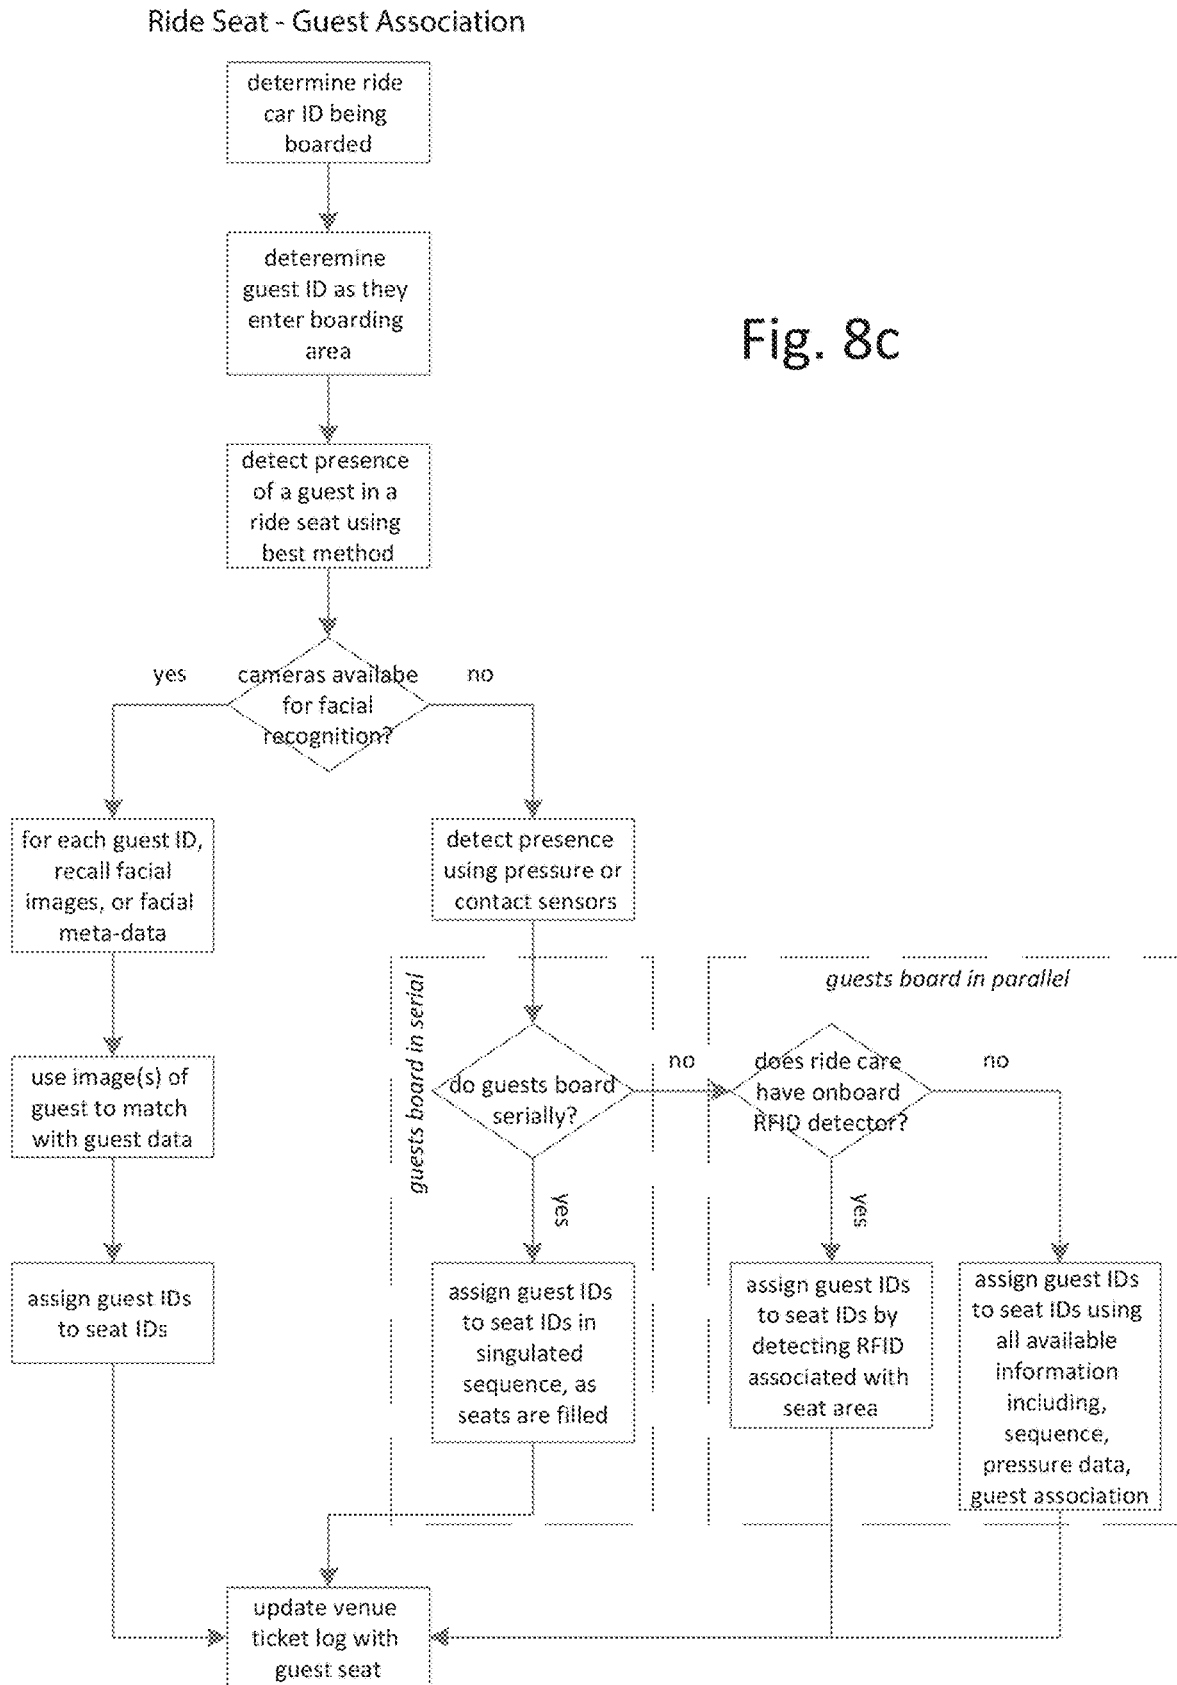 Ride Seat - Guest Association
determine ride
car ID being
boarded
deteremine
guest ID as they
enter boarding
area
Fig. 8c
detect presence
of a guest in a
ride seat using
best method
yes
cameras availabe
for facial
recognition?
no
for each guest ID,
recall facial
images, or facial
meta-data
detect presence
using pressure or
contact sensors
guests board in serial
guests board in parallel
use image(s) of
guest to match
with guest data
do guests board
serially?
no
does ride care
have onboard
RFID detector?
no
yes
yes
assign guest IDs
to seat IDs
assign guest IDs
to seat IDs in
singulated
sequence, as
seats are filled
assign guest IDs
to seat IDs by
detecting RFID
associated with
seat area
assign guest IDs
to seat IDs using
all available
information
including,
sequence,
pressure data,
guest association
update venue
ticket log with
guest seat